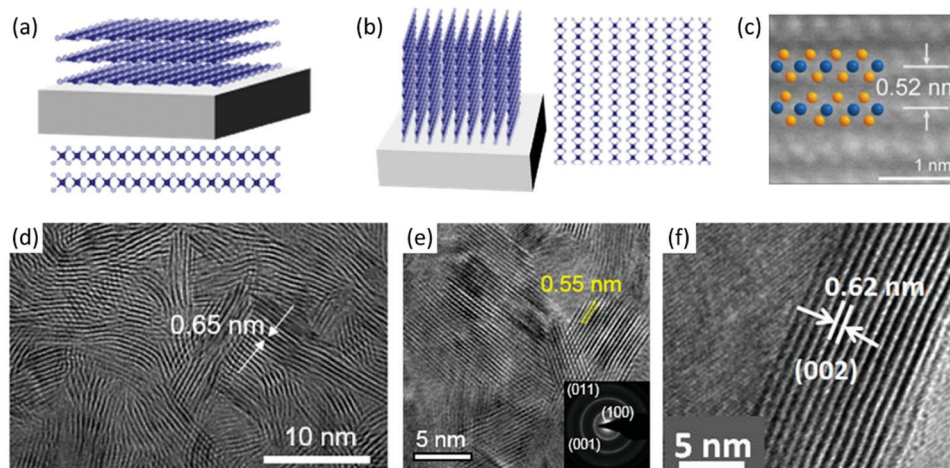 (a)
(b)
(c)
0.52 nm
1 nm
(d)
0.65 nm
10 nm
(e)
0.55 nm
5 nm
(011)
(100)
(001)
(f)
0.62 nm
(002)
5 nm